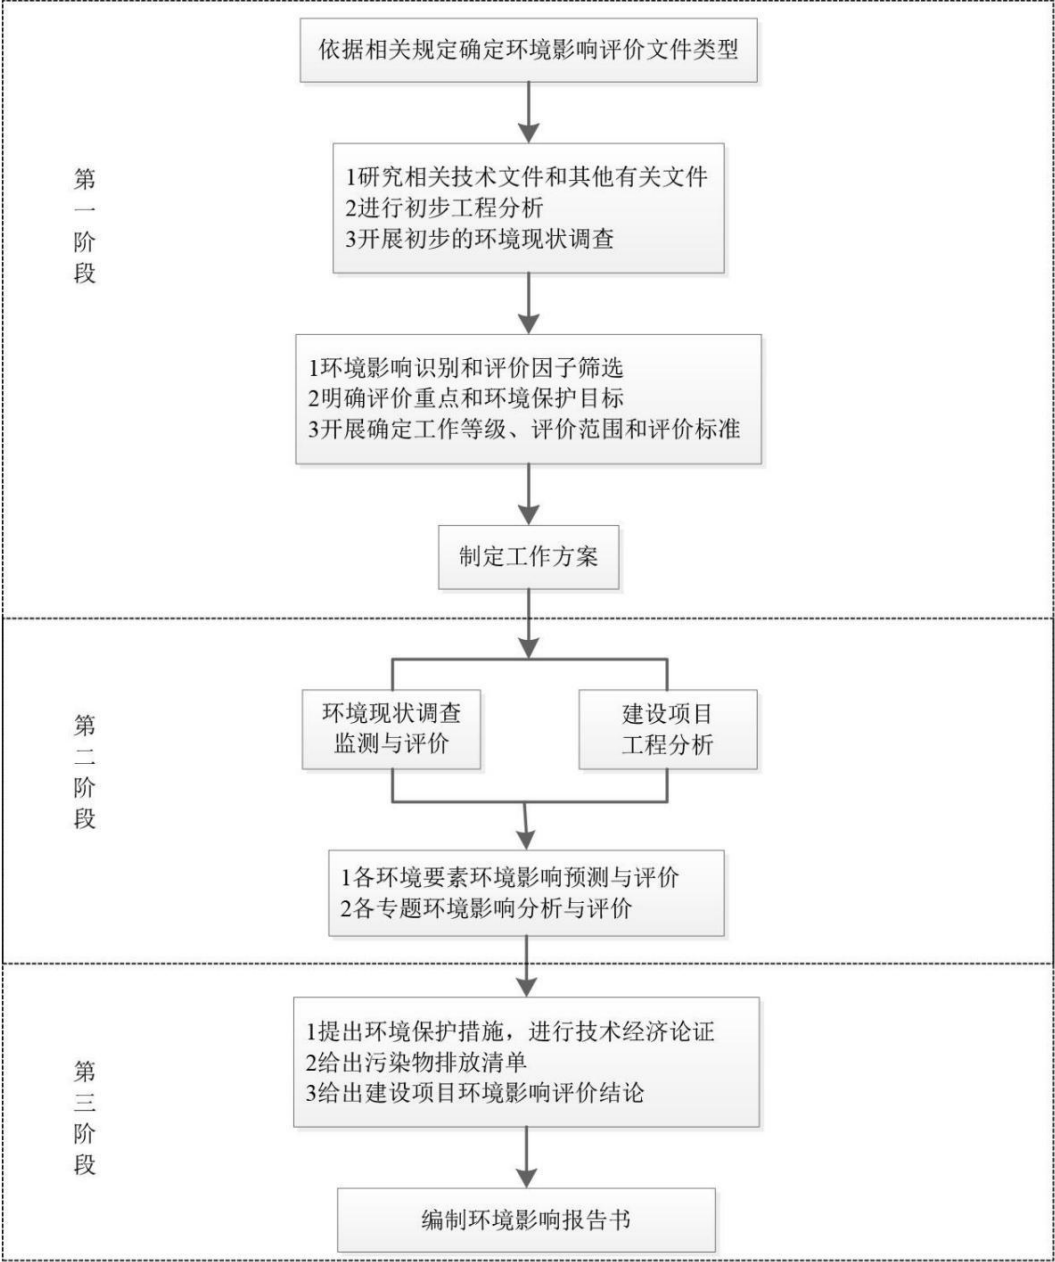 依据相关规定确定环境影响评价文件类型
第一阶段
1研究相关技术文件和其他有关文件
2进行初步工程分析
3开展初步的环境现状调查
1环境影响识别和评价因子筛选
2明确评价重点和环境保护目标
3开展确定工作等级、评价范围和评价标准
制定工作方案
第二阶段
环境现状调查
监测与评价
建设项目
工程分析
1各环境要素环境影响预测与评价
2各专题环境影响分析与评价
第三阶段
1提出环境保护措施，进行技术经济论证
2给出污染物排放清单
3给出建设项目环境影响评价结论
编制环境影响报告书